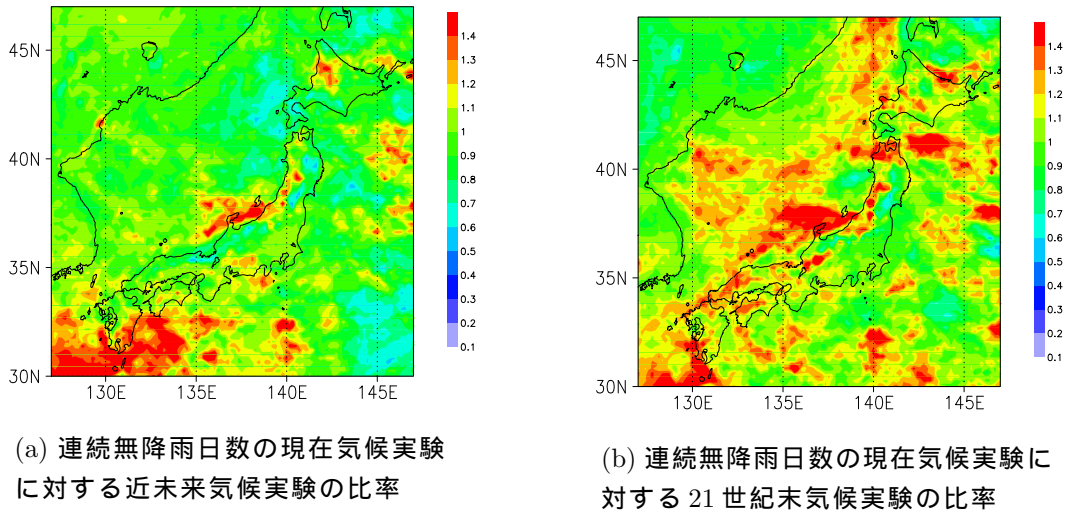 45N
40N
35N
30N
130E 135E 140E 145E
1.4
1.3
1.2
1.1
1
0.9
0.8
0.7
0.6
0.5
0.4
0.3
0.2
0.1
(a) 連続無降雨日数の現在気候実験
に対する近未来気候実験の比率
45N
40N
35N
30N
130E 135E 140E 145E
1.4
1.3
1.2
1.1
1
0.9
0.8
0.7
0.6
0.5
0.4
0.3
0.2
0.1
(b) 連続無降雨日数の現在気候実験に
対する 21 世紀末気候実験の比率